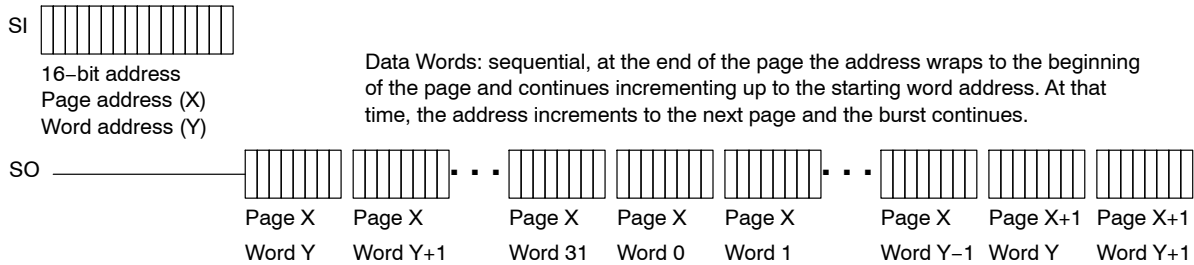 SI
16−bit address
Page address (X)
Word address (Y)
Data Words: sequential, at the end of the page the address wraps to the beginning
of the page and continues incrementing up to the starting word address. At that
time, the address increments to the next page and the burst continues.
SO
Page X Page X Page X Page X Page X Page X Page X+1 Page X+1
Word Y Word Y+1 Word 31 Word 0 Word 1 Word Y−1 Word Y Word Y+1